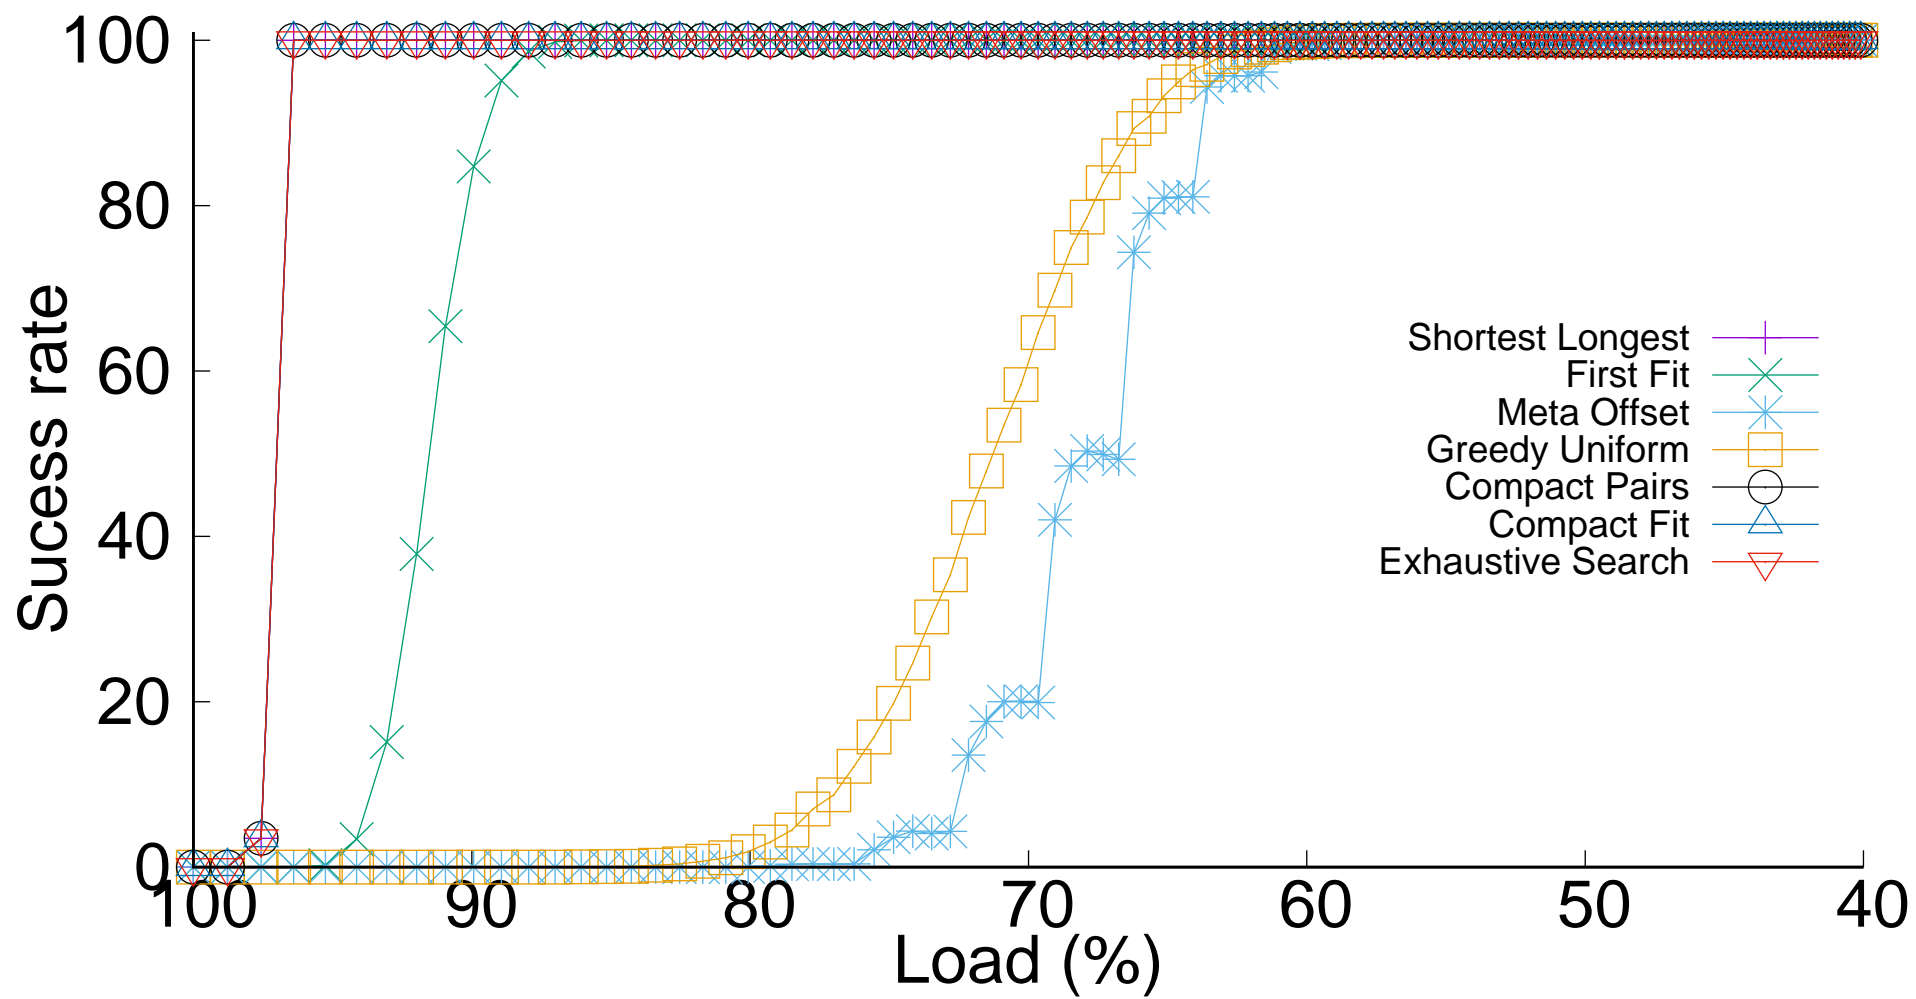 Sucess rate
100
80
60
40
20
0
100 90 80 70 60 50 40
Load (%)
Shortest Longest
First Fit
Meta Offset
Greedy Uniform
Compact Pairs
Compact Fit
Exhaustive Search